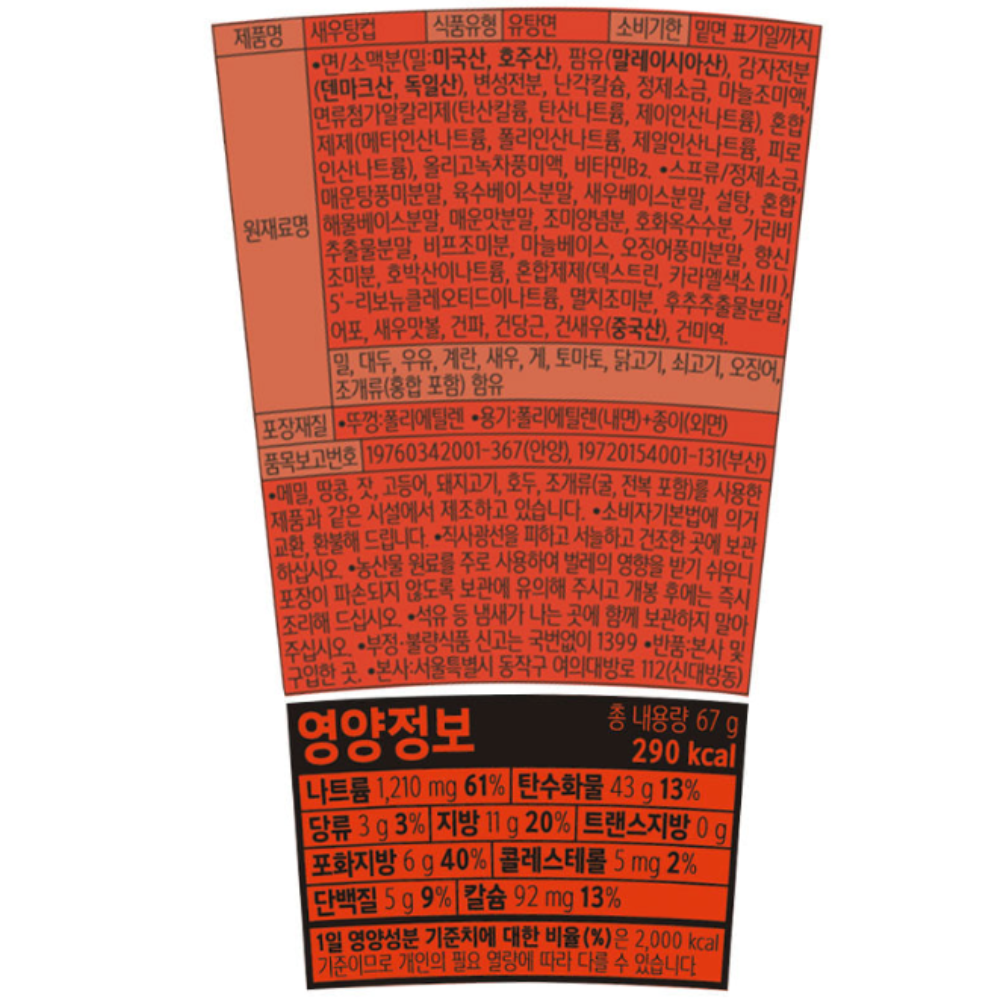 제품명 새우탕컵 식품유형 유탕면 소비기한 밑면 표기일까지
원재료명
•면/소맥분(밀:미국산, 호주산), 팜유(말레이시아산), 감자전분
(덴마크산, 독일산), 변성전분, 난각칼슘, 정제소금, 마늘조미액,
면류첨가알칼리제(탄산칼륨, 탄산나트륨, 제이인산나트륨), 혼합
제제(메타인산나트륨, 폴리인산나트륨, 제일인산나트륨, 피로
인산나트륨), 올리고녹차풍미액, 비타민B₂. •스프류/정제소금,
매운탕풍미분말, 육수베이스분말, 새우베이스분말, 설탕, 혼합
해물베이스분말, 매운맛분말, 조미양념분, 호화옥수수분, 가리비
추출물분말, 비프조미분, 마늘베이스, 오징어풍미분말, 향신
조미분, 호박산이나트륨, 혼합제제(덱스트린, 카라멜색소Ⅲ),
5'-리보뉴클레오티드이나트륨, 멸치조미분, 후추추출물분말,
어포, 새우맛볼, 건파, 건당근, 건새우(중국산), 건미역.
밀, 대두, 우유, 계란, 새우, 게, 토마토, 닭고기, 쇠고기, 오징어,
조개류(홍합 포함) 함유
포장재질 •뚜껑:폴리에틸렌 •용기:폴리에틸렌(내면)+종이(외면)
품목보고번호 19760342001-367(안양), 19720154001-131(부산)
•메밀, 땅콩, 잣, 고등어, 돼지고기, 호두, 조개류(굴, 전복 포함)를 사용한
제품과 같은 시설에서 제조하고 있습니다. •소비자기본법에 의거
교환, 환불해 드립니다. •직사광선을 피하고 서늘하고 건조한 곳에 보관
하십시오. •농산물 원료를 주로 사용하여 벌레의 영향을 받기 쉬우니
포장이 파손되지 않도록 보관에 유의해 주시고 개봉 후에는 즉시
조리해 드십시오. •석유 등 냄새가 나는 곳에 함께 보관하지 말아
주십시오. •부정·불량식품 신고는 국번없이 1399 •반품:본사 및
구입한 곳. •본사:서울특별시 동작구 여의대방로 112(신대방동)
영양정보 총 내용량 67 g
290 kcal
나트륨 1,210 mg 61% 탄수화물 43 g 13%
당류 3 g 3% 지방 11 g 20% 트랜스지방 0 g
포화지방 6 g 40% 콜레스테롤 5 mg 2%
단백질 5 g 9% 칼슘 92 mg 13%
1일 영양성분 기준치에 대한 비율(%)은 2,000 kcal
기준이므로 개인의 필요 열량에 따라 다를 수 있습니다.